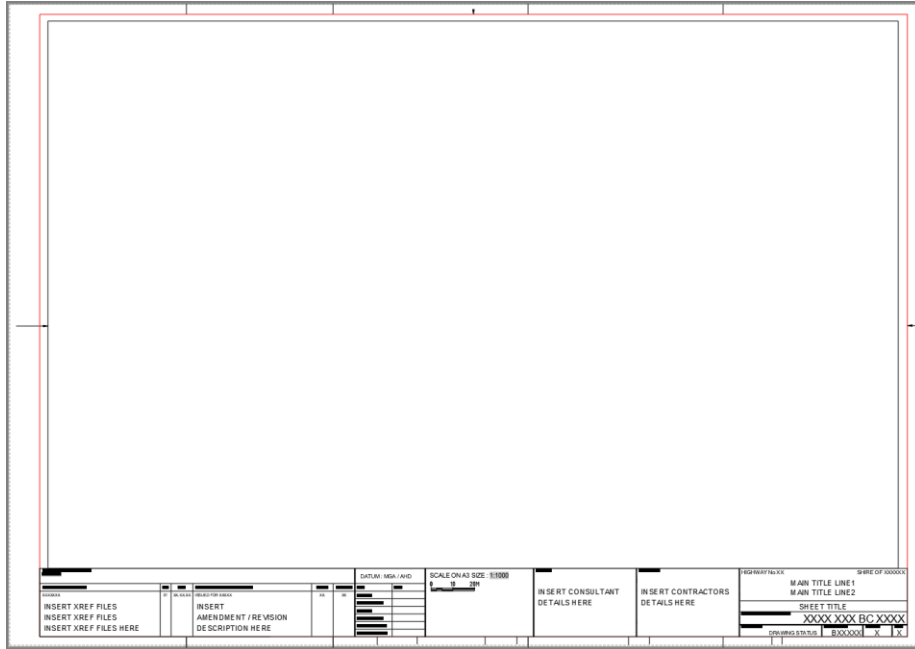 DATUM: MGA / AHD
SCALE ON A3 SIZE: 1:1000
0 10 20M
INSERT XREF FILES
INSERT XREF FILES
INSERT XREF FILES HERE
INSERT
AMENDMENT / REVISION
DESCRIPTION HERE
INSERT CONSULTANT
DETAILS HERE
INSERT CONTRACTORS
DETAILS HERE
HIGHWAY No XX SHIRE OF XXXXXX
MAIN TITLE LINE1
MAIN TITLE LINE2
SHEET TITLE
XXXX XXX BC XXXX
DRAWING STATUS BXXXXX X X